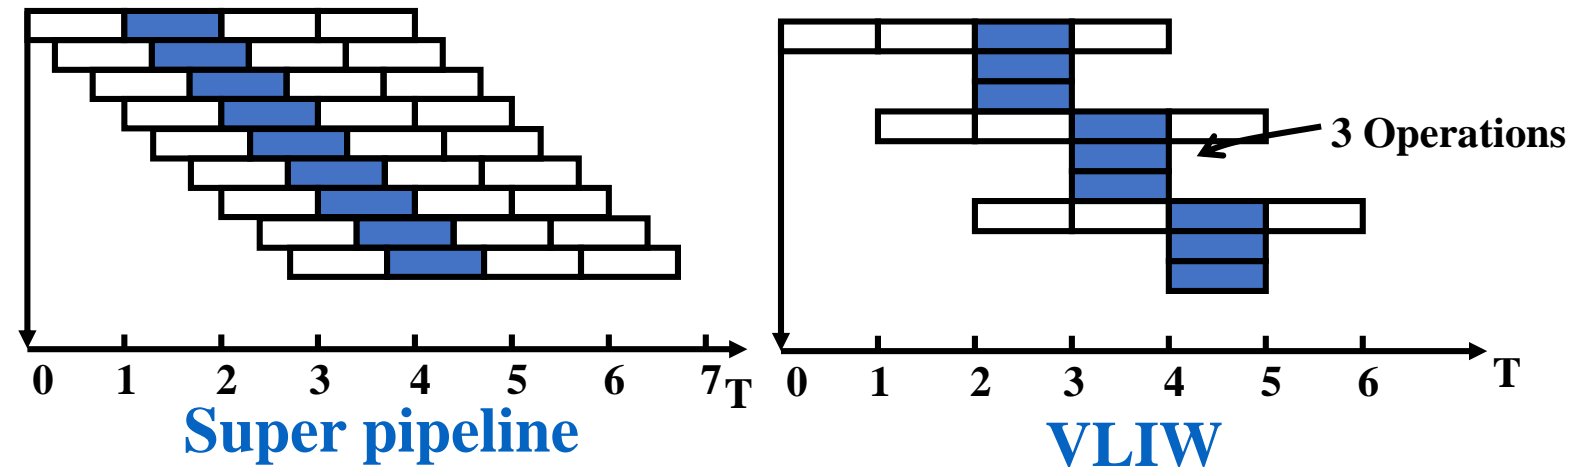 3 Operations
0 1 2 3 4 5 6 7 T
Super pipeline
0 1 2 3 4 5 6 T
VLIW